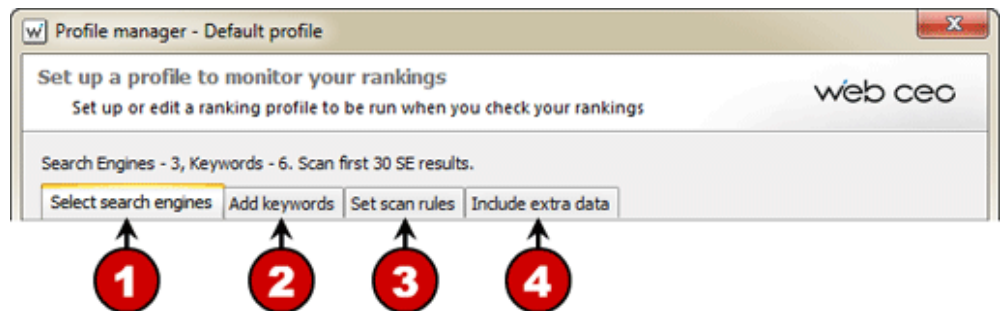 Profile manager - Default profile
Set up a profile to monitor your rankings
Set up or edit a ranking profile to be run when you check your rankings
web ceo
Search Engines - 3, Keywords - 6. Scan first 30 SE results.
Select search engines Add keywords Set scan rules Include extra data
1 2 3 4